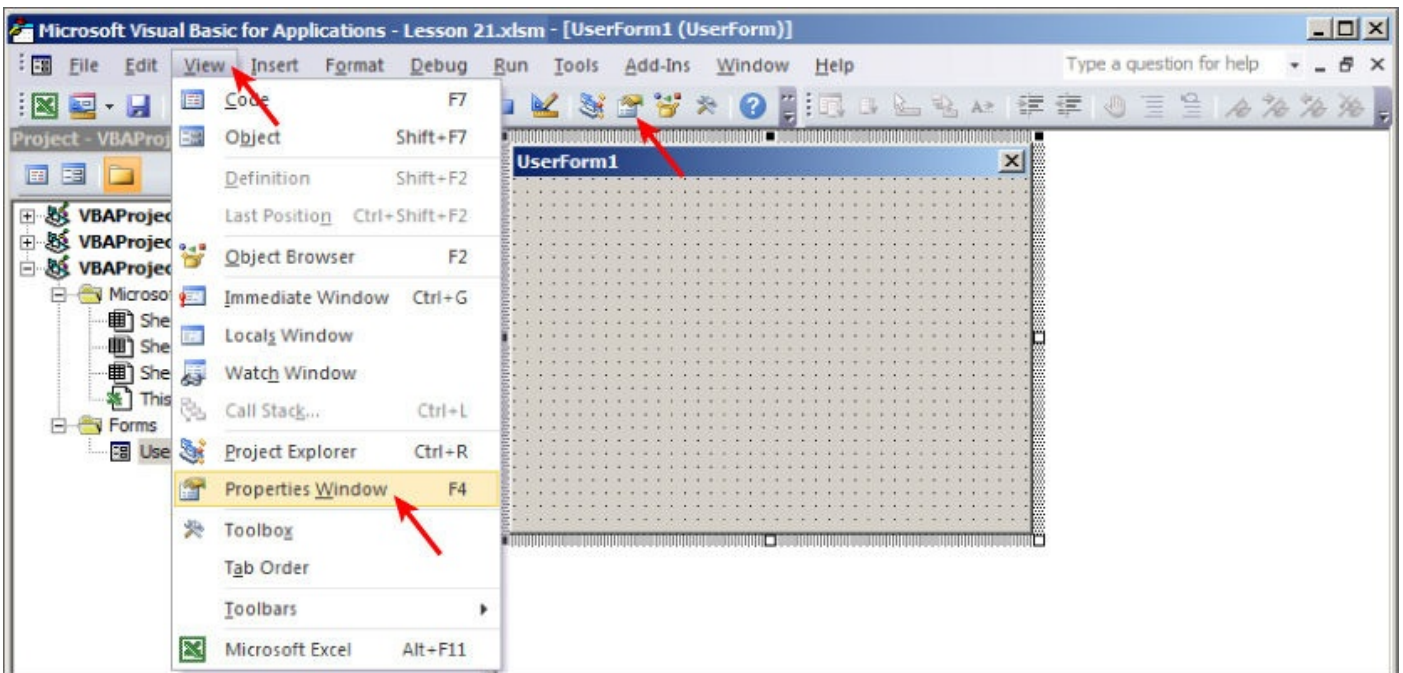 Microsoft Visual Basic for Applications - Lesson 21.xlsm - [UserForm1 (UserForm)]
File Edit View Insert Format Debug Run Tools Add-Ins Window Help Type a question for help
Code F7
Project - VBAProj
Object Shift+F7
UserForm1
Definition Shift+F2
VBAProjec
Last Position Ctrl+Shift+F2
VBAProjec
Object Browser F2
VBAProjec
Microso
Immediate Window Ctrl+G
She
Locals Window
She
She
Watch Window
This
Call Stack... Ctrl+L
Forms
Use
Project Explorer Ctrl+R
Properties Window F4
Toolbox
Tab Order
Toolbars
Microsoft Excel Alt+F11